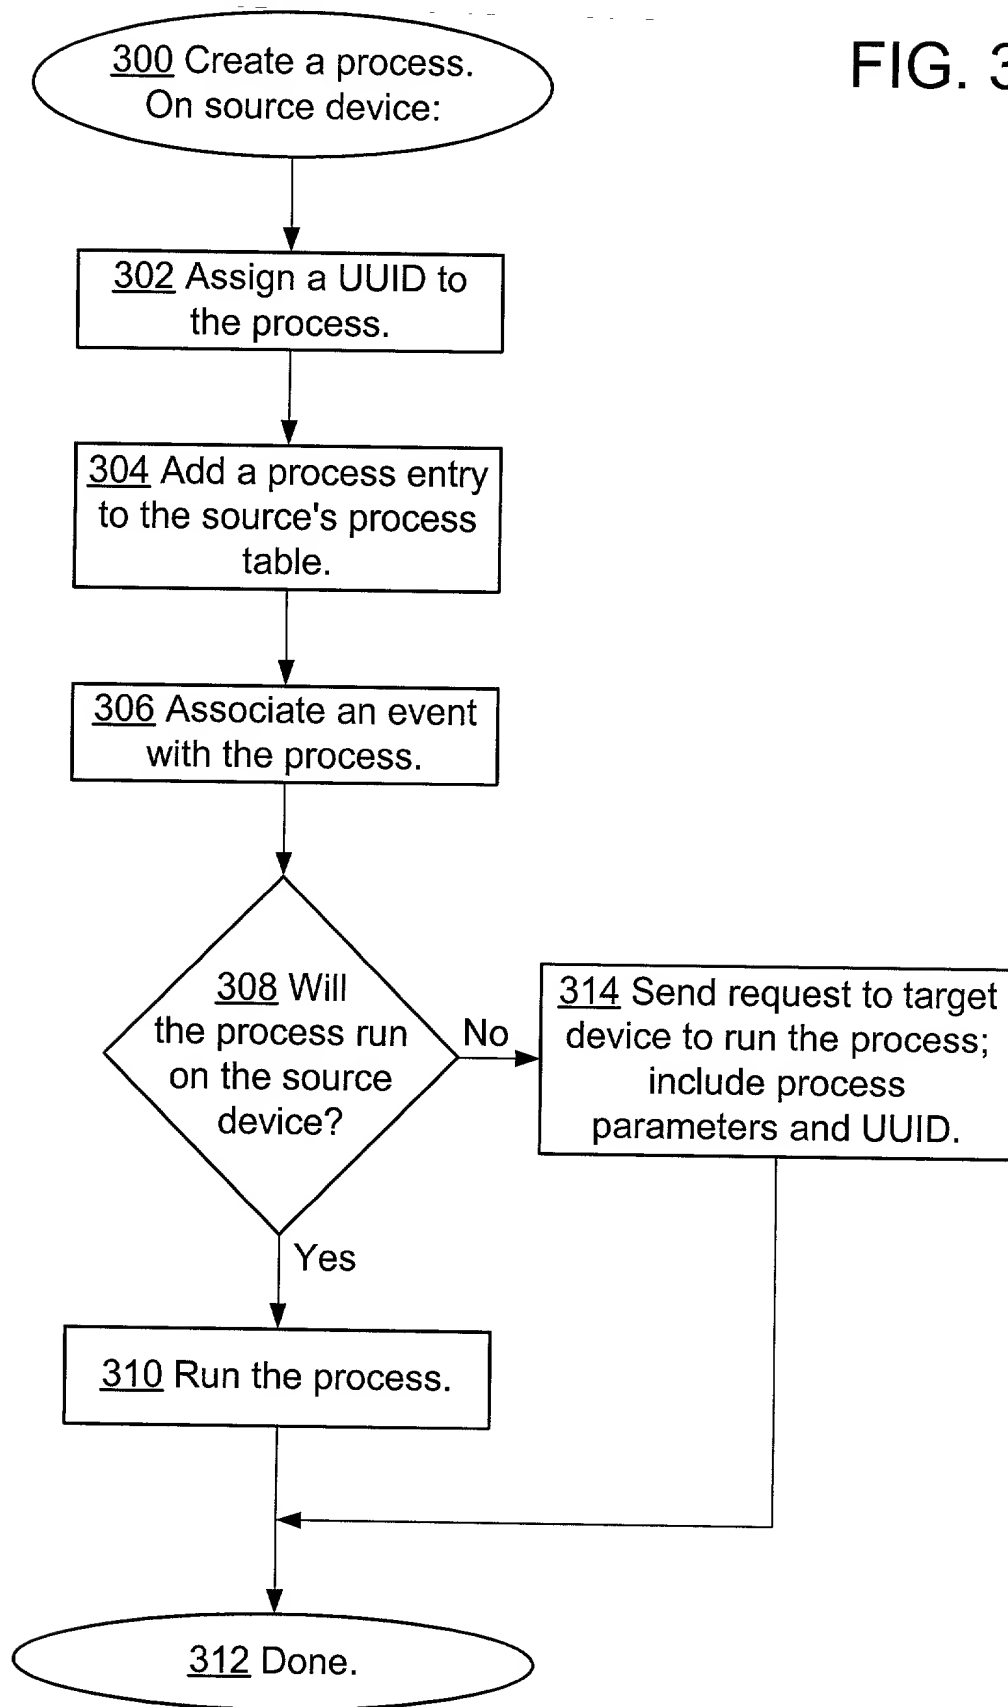 FIG. 3
300 Create a process.
On source device:
302 Assign a UUID to
the process.
304 Add a process entry
to the source's process
table.
306 Associate an event
with the process.
308 Will
the process run
on the source
device?
No
314 Send request to target
device to run the process;
include process
parameters and UUID.
Yes
310 Run the process.
312 Done.